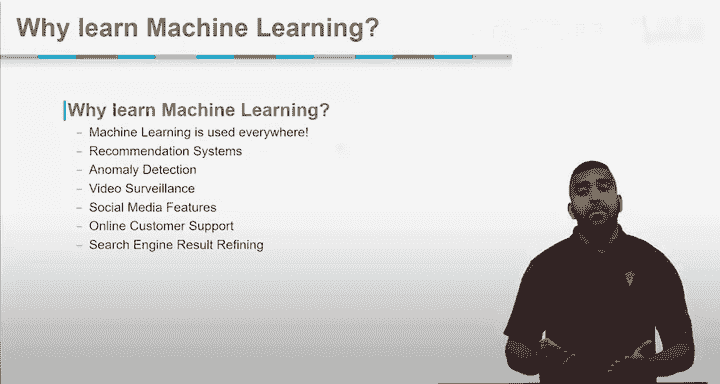 Why learn Machine Learning?
Why learn Machine Learning?
– Machine Learning is used everywhere!
– Recommendation Systems
– Anomaly Detection
– Video Surveillance
– Social Media Features
– Online Customer Support
– Search Engine Result Refining